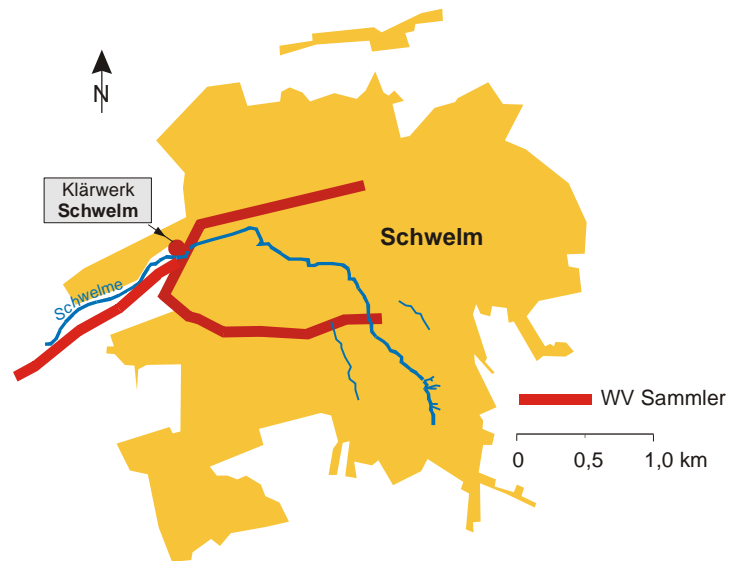 N
Klärwerk
Schwelm
Schwelm
Schwelme
WV Sammler
0 0,5 1,0 km